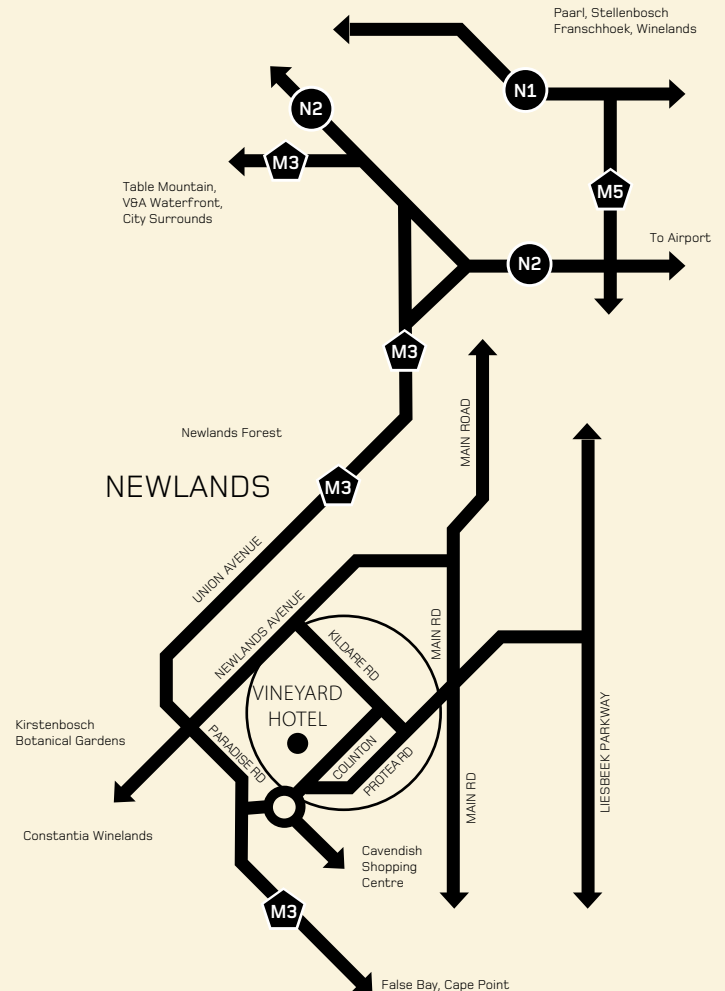 Paarl, Stellenbosch
Franschhoek, Winelands
N1
N2
M3
M5
Table Mountain,
V&A Waterfront,
City Surrounds
To Airport
N2
M3
MAIN ROAD
Newlands Forest
NEWLANDS
M3
UNION AVENUE
NEWLANDS AVENUE
KILDARE RD
MAIN RD
VINEYARD
HOTEL
Kirstenbosch
Botanical Gardens
PARADISE RD
COLINTON
PROTEA RD
MAIN RD
LIESBEEK PARKWAY
Constantia Winelands
Cavendish
Shopping
Centre
M3
False Bay, Cape Point